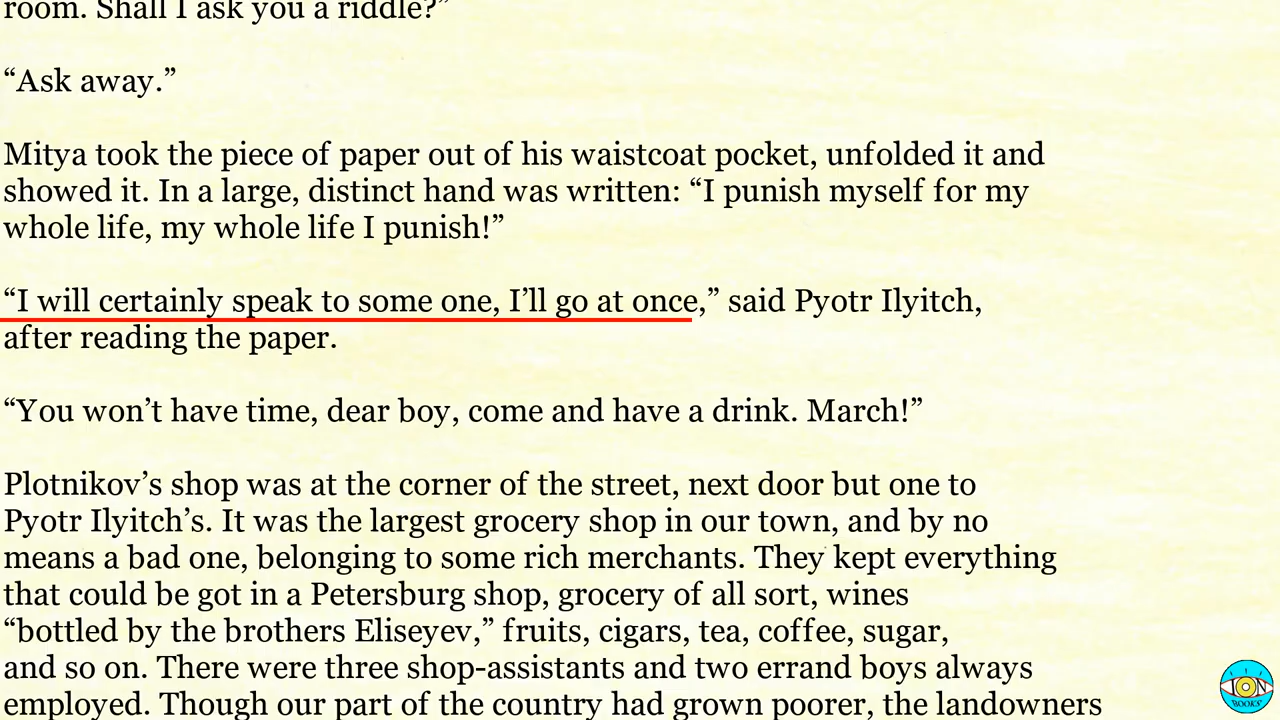 room. Shall I ask you a riddle?”
“Ask away.”
Mitya took the piece of paper out of his waistcoat pocket, unfolded it and
showed it. In a large, distinct hand was written: “I punish myself for my
whole life, my whole life I punish!”
“I will certainly speak to some one, I’ll go at once,” said Pyotr Ilyitch,
after reading the paper.
“You won’t have time, dear boy, come and have a drink. March!”
Plotnikov’s shop was at the corner of the street, next door but one to
Pyotr Ilyitch’s. It was the largest grocery shop in our town, and by no
means a bad one, belonging to some rich merchants. They kept everything
that could be got in a Petersburg shop, grocery of all sort, wines
“bottled by the brothers Eliseyev,” fruits, cigars, tea, coffee, sugar,
and so on. There were three shop-assistants and two errand boys always
employed. Though our part of the country had grown poorer, the landowners
ION
BOOKS